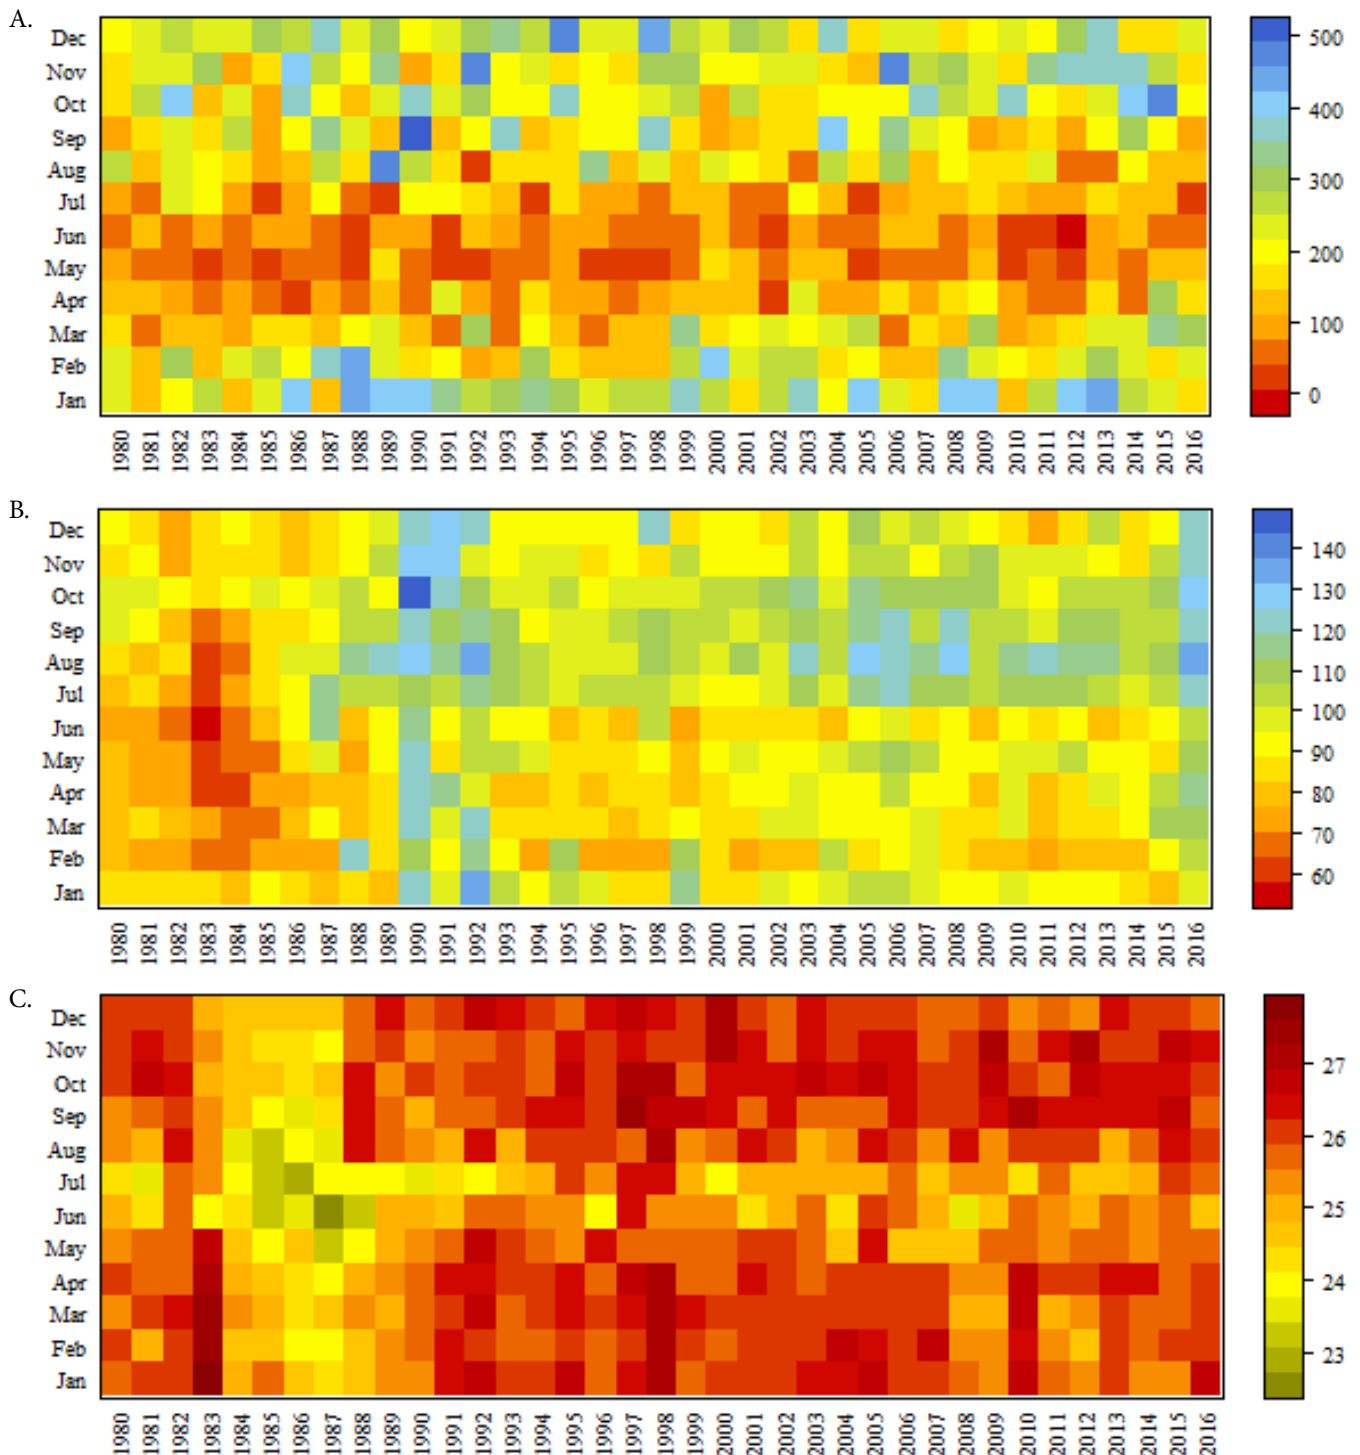 A.
Dec
Nov
Oct
Sep
Aug
Jul
Jun
May
Apr
Mar
Feb
Jan
500
400
300
200
100
0
1980 1981 1982 1983 1984 1985 1986 1987 1988 1989 1990 1991 1992 1993 1994 1995 1996 1997 1998 1999 2000 2001 2002 2003 2004 2005 2006 2007 2008 2009 2010 2011 2012 2013 2014 2015 2016
B.
Dec
Nov
Oct
Sep
Aug
Jul
Jun
May
Apr
Mar
Feb
Jan
140
130
120
110
100
90
80
70
60
1980 1981 1982 1983 1984 1985 1986 1987 1988 1989 1990 1991 1992 1993 1994 1995 1996 1997 1998 1999 2000 2001 2002 2003 2004 2005 2006 2007 2008 2009 2010 2011 2012 2013 2014 2015 2016
C.
Dec
Nov
Oct
Sep
Aug
Jul
Jun
May
Apr
Mar
Feb
Jan
27
26
25
24
23
1980 1981 1982 1983 1984 1985 1986 1987 1988 1989 1990 1991 1992 1993 1994 1995 1996 1997 1998 1999 2000 2001 2002 2003 2004 2005 2006 2007 2008 2009 2010 2011 2012 2013 2014 2015 2016